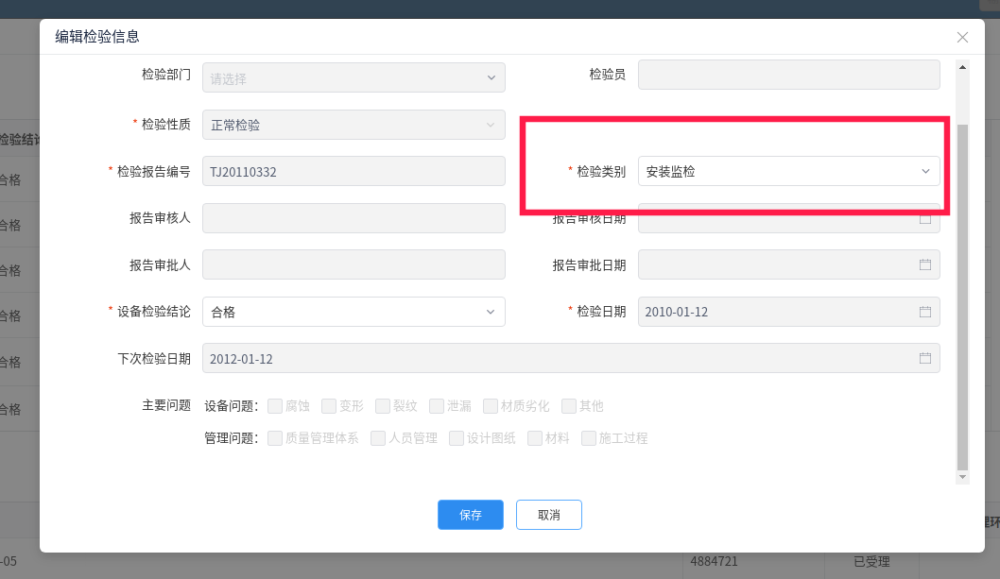 编辑检验信息
检验部门 请选择 检验员
* 检验性质 正常检验
检验结论
* 检验报告编号 TJ20110332 * 检验类别 安装监检
合格
报告审核人 报告审核日期
合格
报告审批人 报告审批日期
合格
* 设备检验结论 合格 * 检验日期 2010-01-12
合格
下次检验日期 2012-01-12
合格
主要问题 设备问题： 腐蚀 变形 裂纹 泄漏 材质劣化 其他
合格
管理问题： 质量管理体系 人员管理 设计图纸 材料 施工过程
保存 取消
-05 4884721 已受理